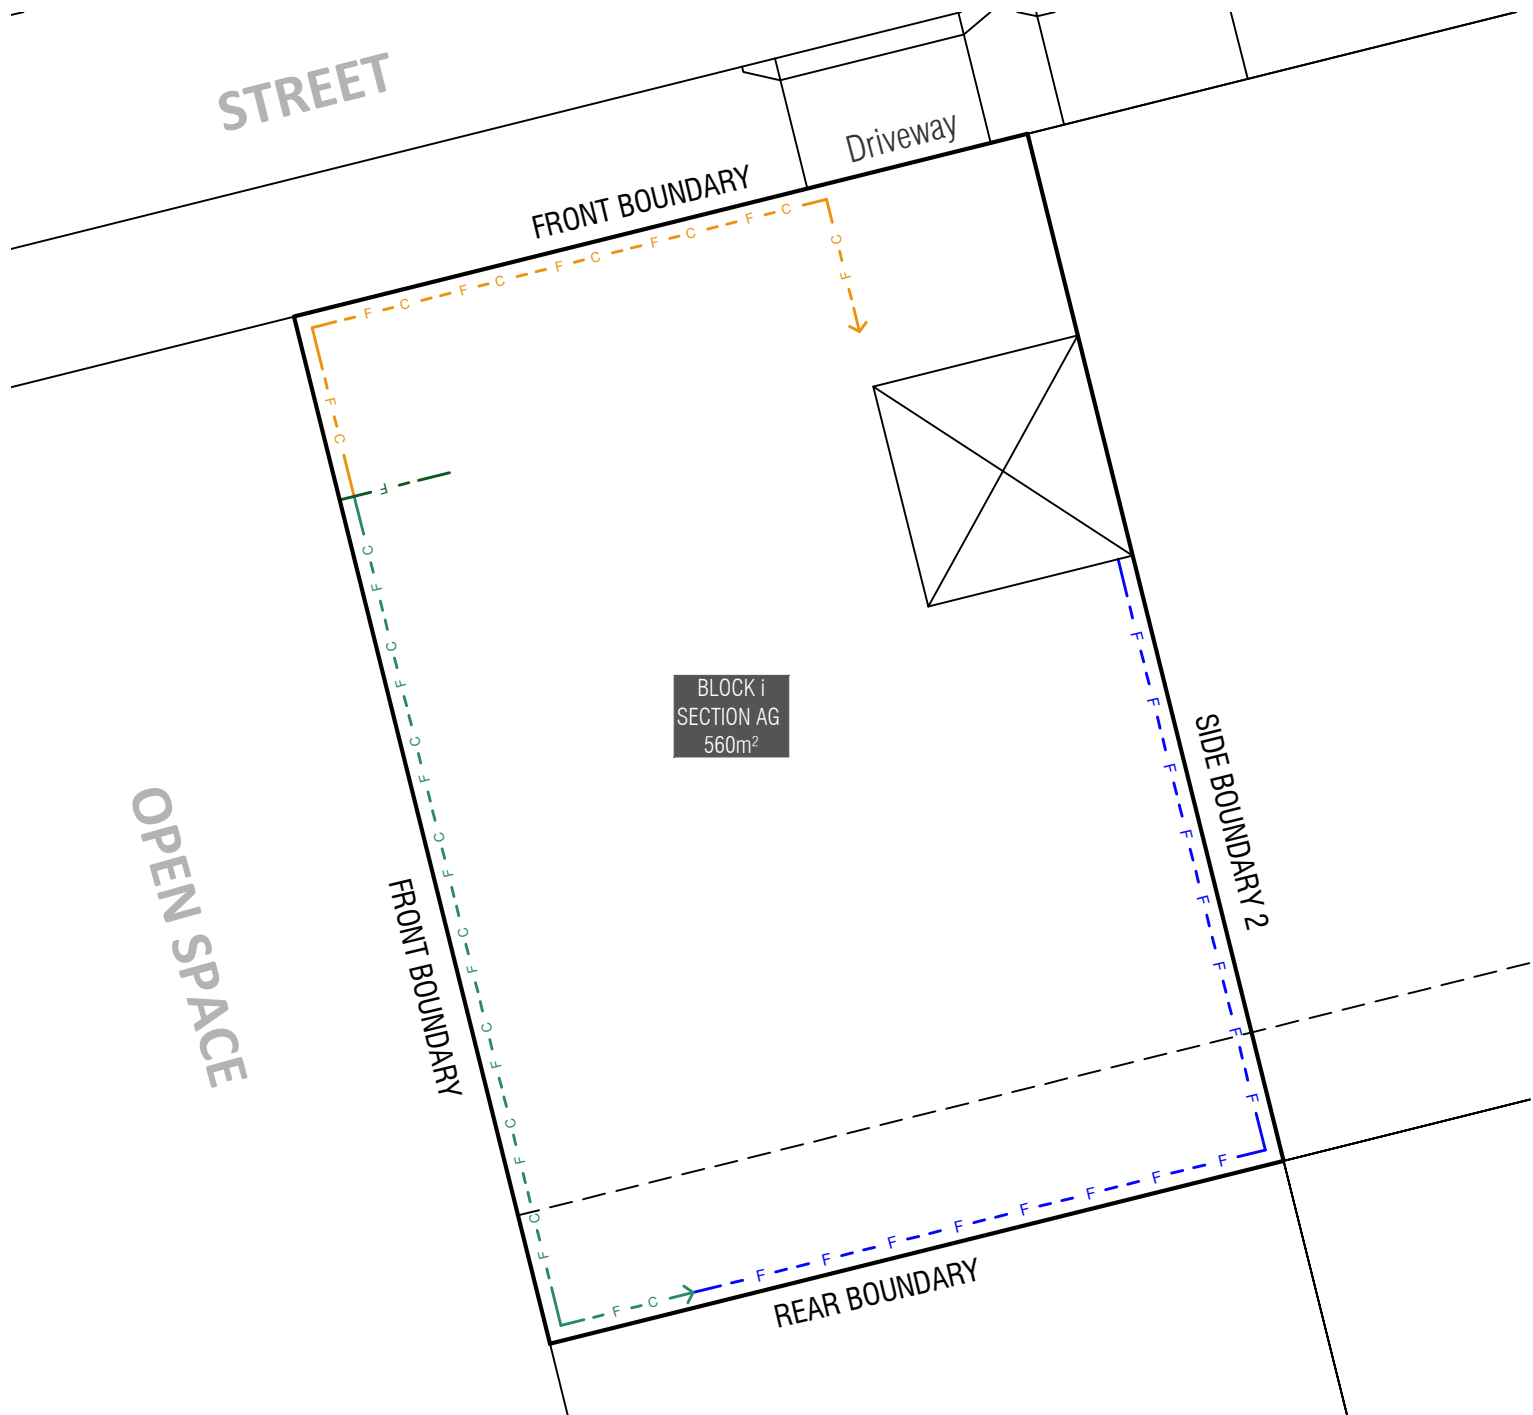 STREET
Driveway
FRONT BOUNDARY
F C F C F C F C F C
C F
F C
F
BLOCK i
SECTION AG
560m²
OPEN SPACE
FRONT BOUNDARY
SIDE BOUNDARY 2
C F C F C F C F C F C F C F C F
F F F F F F F F
F C
F F F F F F F F
REAR BOUNDARY